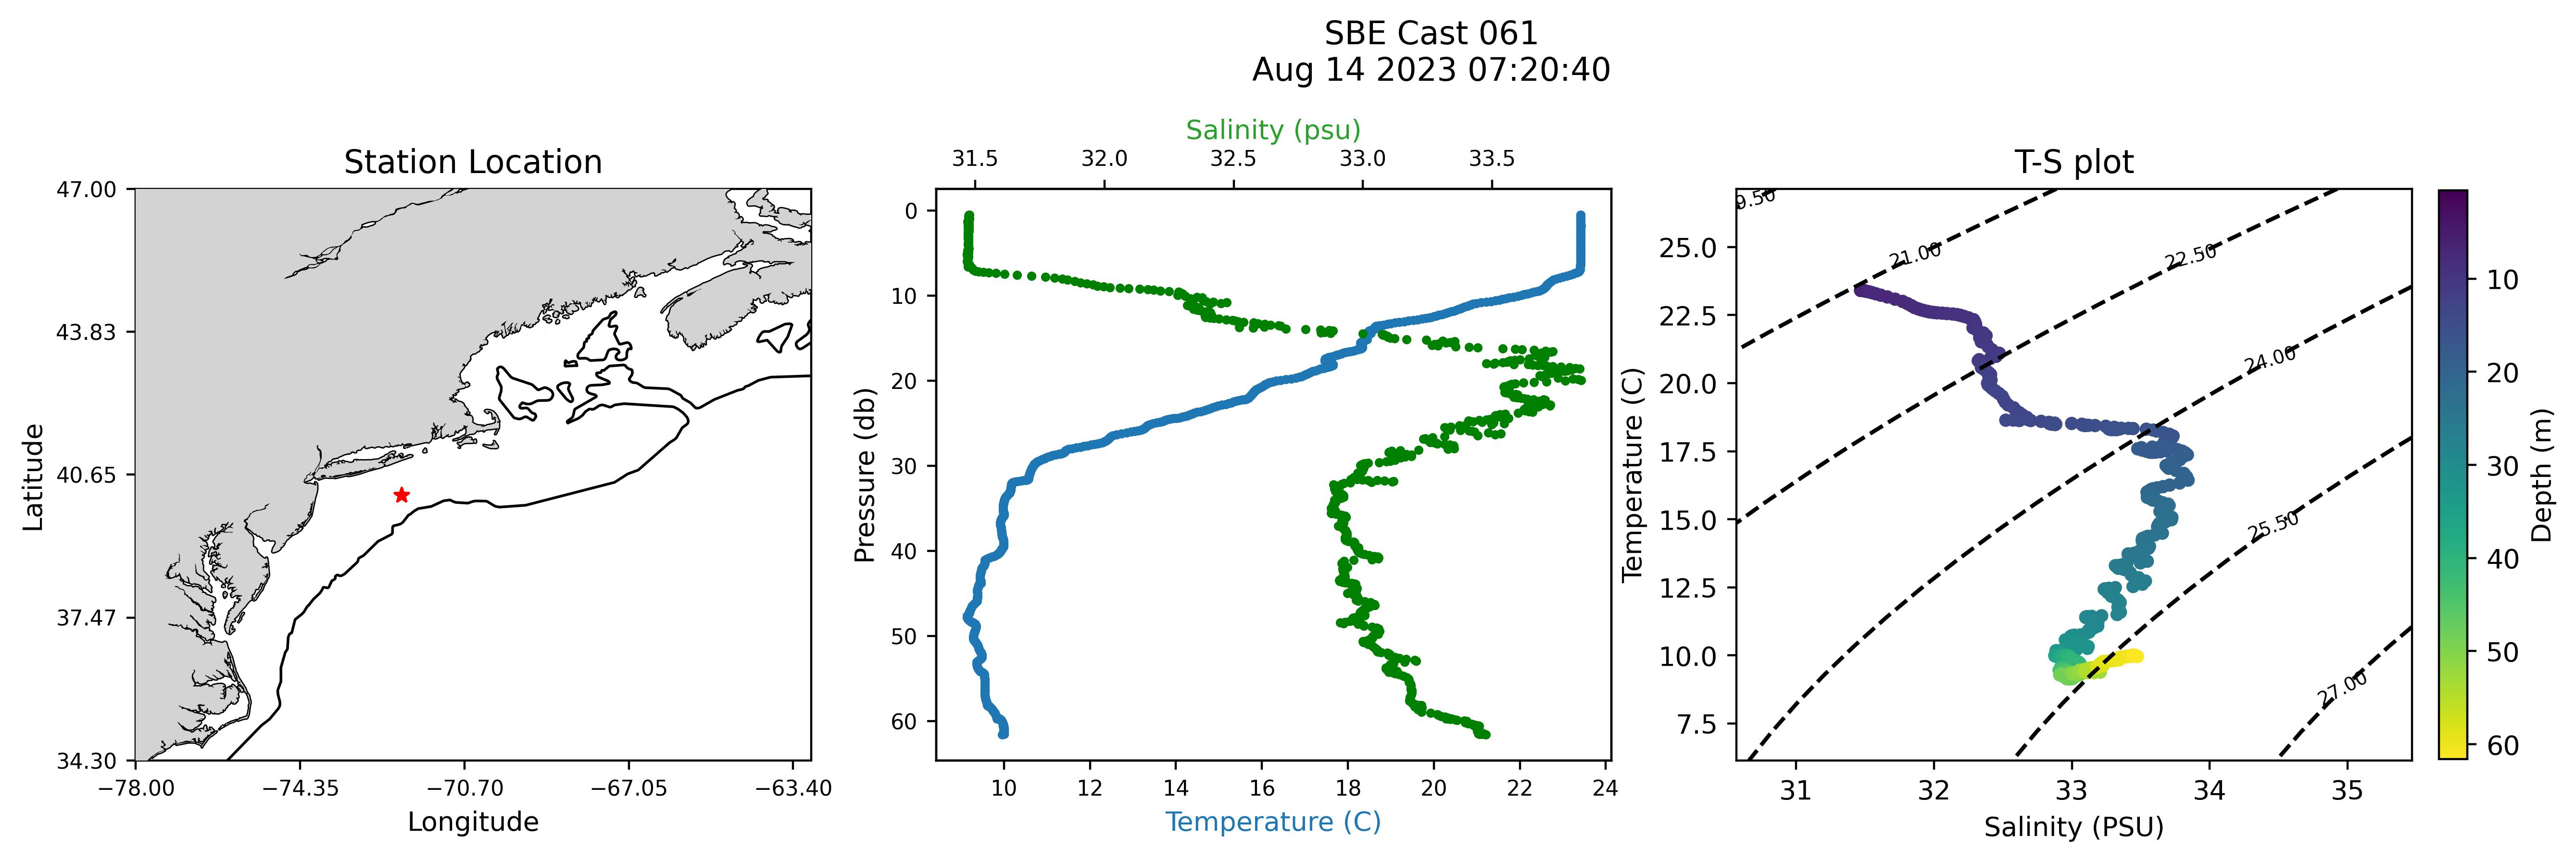 SBE Cast 061
Aug 14 2023 07:20:40
Station Location
47.00
43.83
40.65
37.47
34.30
Latitude
−78.00 −74.35 −70.70 −67.05 −63.40
Longitude
Salinity (psu)
31.5 32.0 32.5 33.0 33.5
0
10
20
30
40
50
60
Pressure (db)
10 12 14 16 18 20 22 24
Temperature (C)
T-S plot
25.0
22.5
20.0
17.5
15.0
12.5
10.0
7.5
Temperature (C)
9.50
21.00
22.50
24.00
25.50
27.00
31 32 33 34 35
Salinity (PSU)
10
20
30
40
50
60
Depth (m)